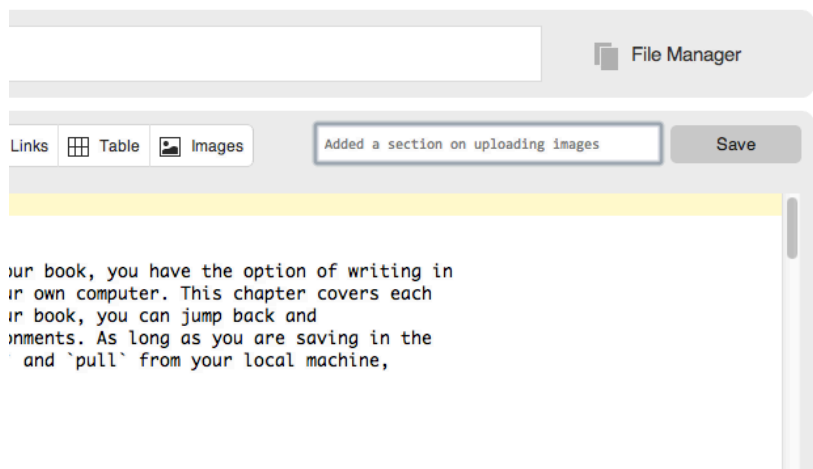 File Manager
Links Table Images Added a section on uploading images Save
book, you have the option of writing in
own computer. This chapter covers each
book, you can jump back and
As long as you are saving in the
and `pull` from your local machine,